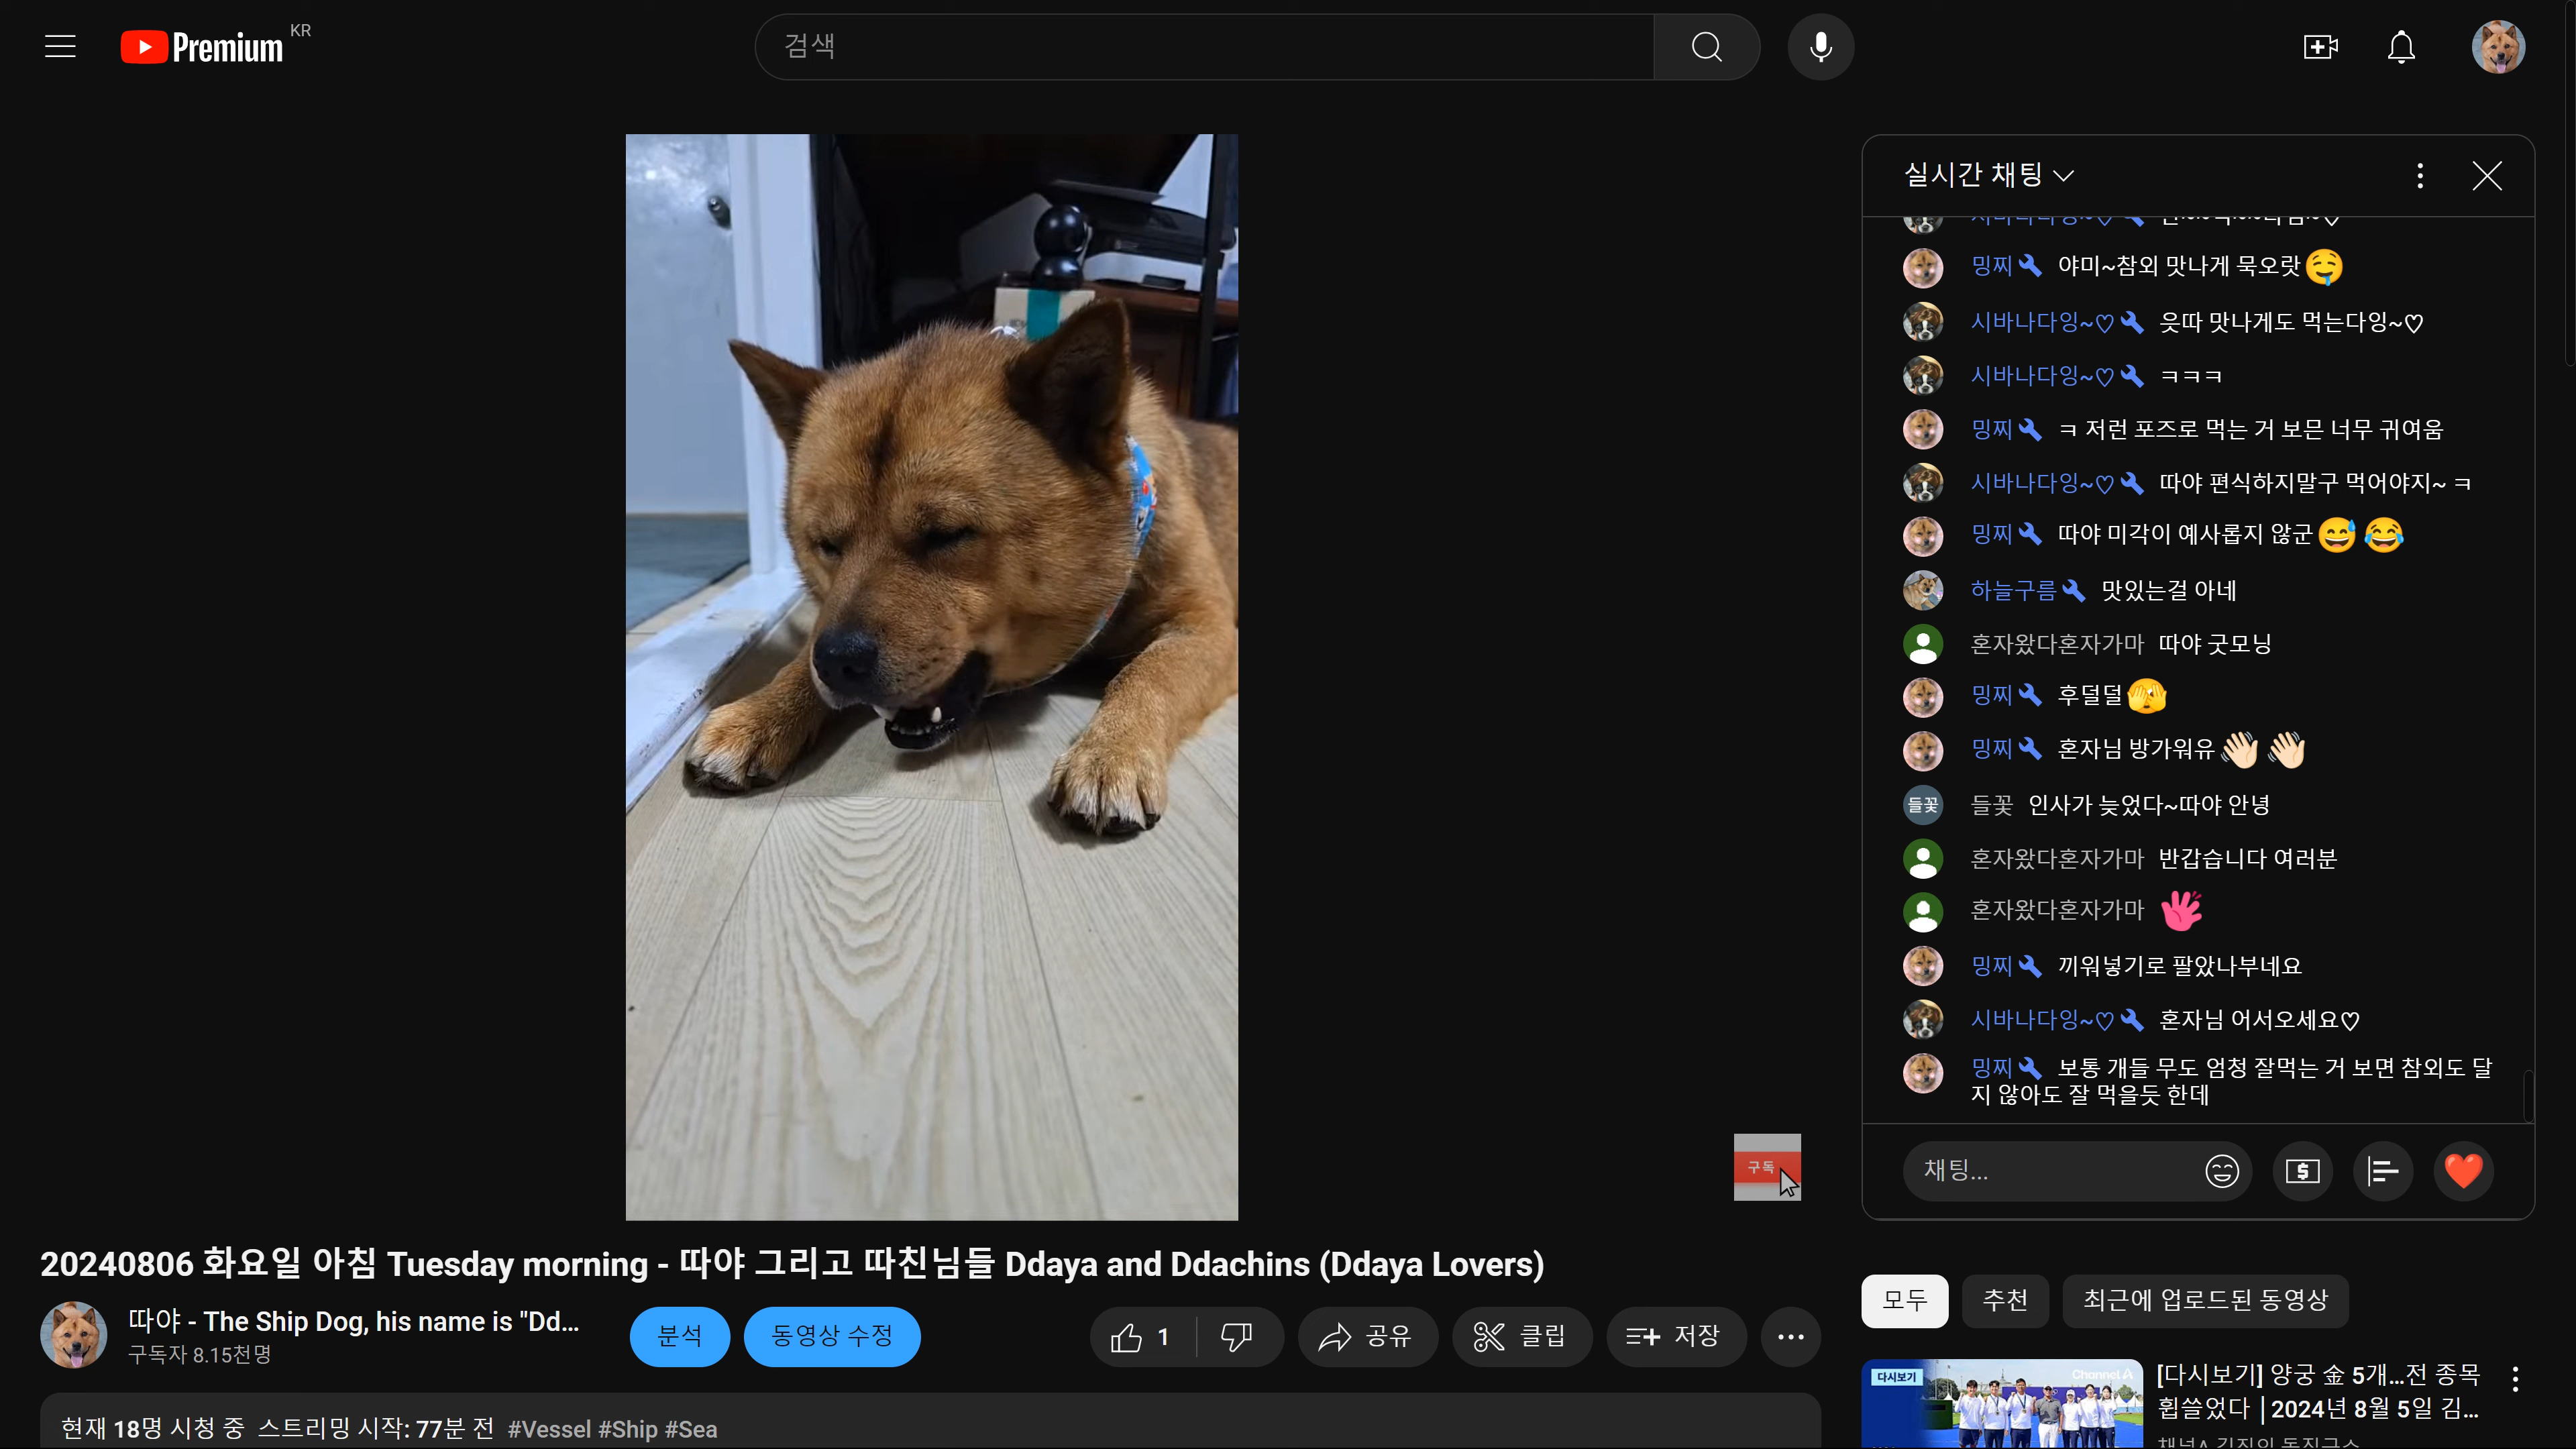 Premium KR
검색
실시간 채팅
밍찌 야미~참외 맛나게 묵오랏🤤
시바나다잉~♡ 읏따 맛나게도 먹는다잉~♡
시바나다잉~♡ ㅋㅋㅋ
밍찌 ㅋ 저런 포즈로 먹는 거 보믄 너무 귀여움
시바나다잉~♡ 따야 편식하지말구 먹어야지~ ㅋ
밍찌 따야 미각이 예사롭지 않군😅😂
하늘구름 맛있는걸 아네
혼자왔다혼자가마 따야 굿모닝
밍찌 후덜덜🫣
밍찌 혼자님 방가워유👋🏻👋🏻
들꽃 들꽃 인사가 늦었다~따야 안녕
혼자왔다혼자가마 반갑습니다 여러분
혼자왔다혼자가마
밍찌 끼워넣기로 팔았나부네요
시바나다잉~♡ 혼자님 어서오세요♡
밍찌 보통 개들 무도 엄청 잘먹는 거 보면 참외도 달
지 않아도 잘 먹을듯 한데
채팅...
구독
20240806 화요일 아침 Tuesday morning - 따야 그리고 따친님들 Ddaya and Ddachins (Ddaya Lovers)
따야 - The Ship Dog, his name is "Dd...
구독자 8.15천명
분석
동영상 수정
1
공유
클립
저장
현재 18명 시청 중 스트리밍 시작: 77분 전 #Vessel #Ship #Sea
모두
추천
최근에 업로드된 동영상
다시보기
Channel A
[다시보기] 양궁 金 5개...전 종목
휩쓸었다 | 2024년 8월 5일 김...